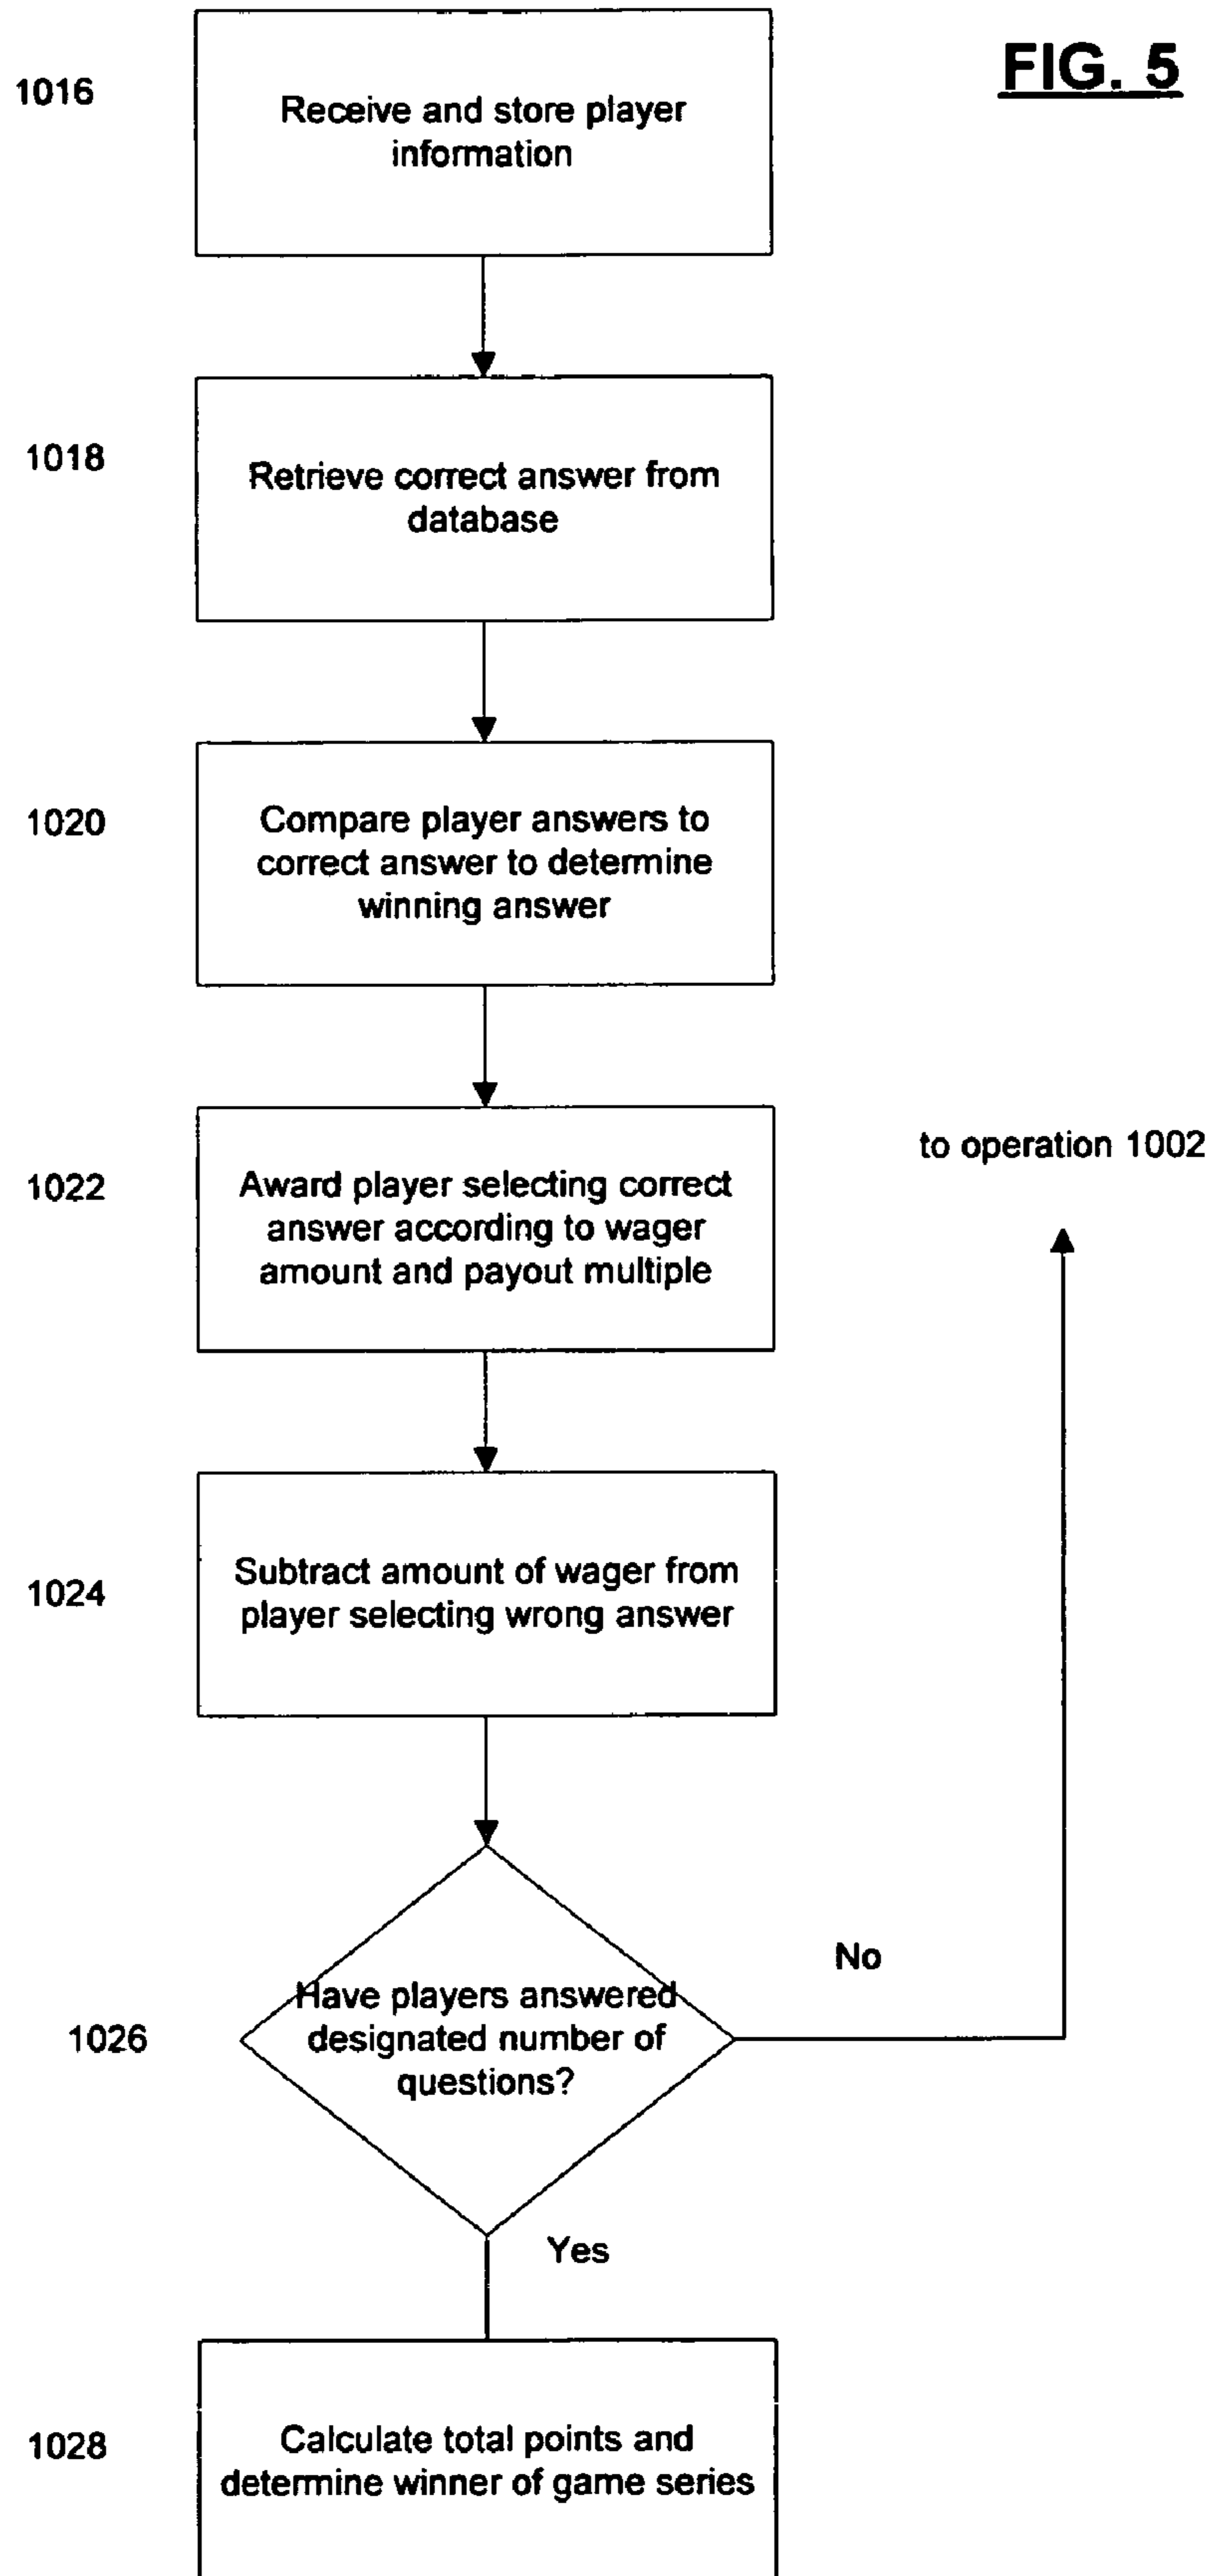 FIG. 5
1016
Receive and store player
information
1018
Retrieve correct answer from
database
1020
Compare player answers to
correct answer to determine
winning answer
1022
Award player selecting correct
answer according to wager
amount and payout multiple
to operation 1002
1024
Subtract amount of wager from
player selecting wrong answer
1026
Have players answered
designated number of
questions?
No
Yes
1028
Calculate total points and
determine winner of game series